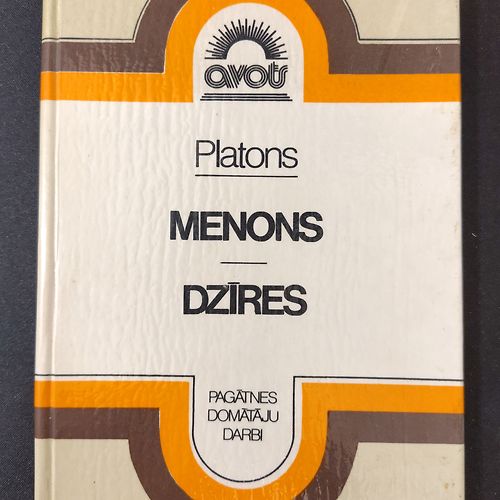 avots
Platons
MENONS
DZĪRES
PAGĀTNES
DOMĀTĀJU
DARBI